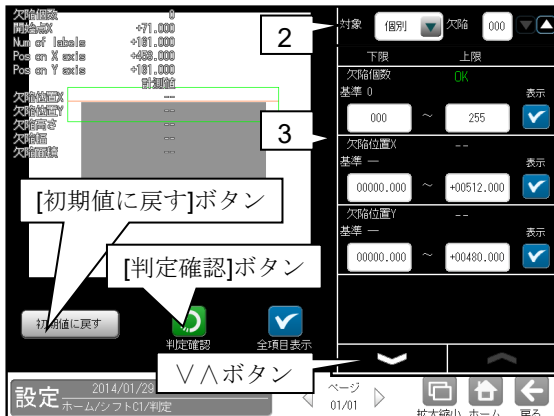 欠陥個数 0
開始点X +71.000
Num of labels +181.000
Pos on X axis +453.000
Pos on Y axis +181.000
計測値
欠陥位置X --
欠陥位置Y --
欠陥高さ --
欠陥幅 --
欠陥面積 --
[初期値に戻す]ボタン
[判定確認]ボタン
初期値に戻す
判定確認
全項目表示
∨∧ボタン
2
3
対象 個別 欠陥 000
下限 上限
欠陥個数 OK
基準 0 表示
000 ~ 255
欠陥位置X --
基準 — 表示
00000.000 ~ +00512.000
欠陥位置Y --
基準 — 表示
00000.000 ~ +00480.000
設定
2014/01/29
ホーム/シフトC1/判定
ページ
01/01
拡大縮小 ホーム 戻る